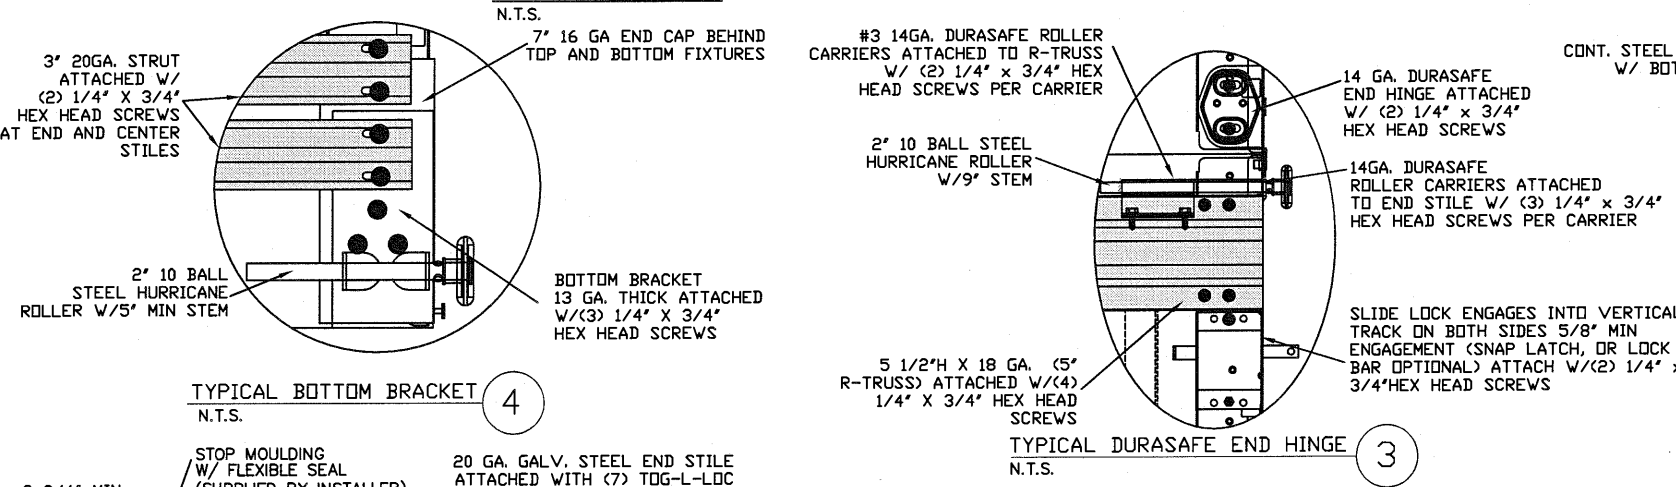 N.T.S.
3" 20GA. STRUT
ATTACHED W/
(2) 1/4" X 3/4"
HEX HEAD SCREWS
AT END AND CENTER
STILES
7" 16 GA END CAP BEHIND
TOP AND BOTTOM FIXTURES
2" 10 BALL
STEEL HURRICANE
ROLLER W/5" MIN STEM
BOTTOM BRACKET
13 GA. THICK ATTACHED
W/(3) 1/4" X 3/4"
HEX HEAD SCREWS
TYPICAL BOTTOM BRACKET
4
N.T.S.
STOP MOULDING
W/ FLEXIBLE SEAL
(SUPPLIED BY INSTALLER)
20 GA. GALV. STEEL END STILE
ATTACHED WITH (7) TOG-L-LOC
#3 14GA. DURASAFE ROLLER
CARRIERS ATTACHED TO R-TRUSS
W/ (2) 1/4" x 3/4" HEX
HEAD SCREWS PER CARRIER
2" 10 BALL STEEL
HURRICANE ROLLER
W/9" STEM
5 1/2"H X 18 GA. (5"
R-TRUSS) ATTACHED W/(4)
1/4" X 3/4" HEX HEAD
SCREWS
14 GA. DURASAFE
END HINGE ATTACHED
W/ (2) 1/4" x 3/4"
HEX HEAD SCREWS
14GA. DURASAFE
ROLLER CARRIERS ATTACHED
TO END STILE W/ (3) 1/4" x 3/4"
HEX HEAD SCREWS PER CARRIER
SLIDE LOCK ENGAGES INTO VERTICAL
TRACK ON BOTH SIDES 5/8" MIN
ENGAGEMENT (SNAP LATCH, OR LOCK
BAR OPTIONAL) ATTACH W/(2) 1/4"
3/4"HEX HEAD SCREWS
TYPICAL DURASAFE END HINGE
3
N.T.S.
CONT. STEEL
W/